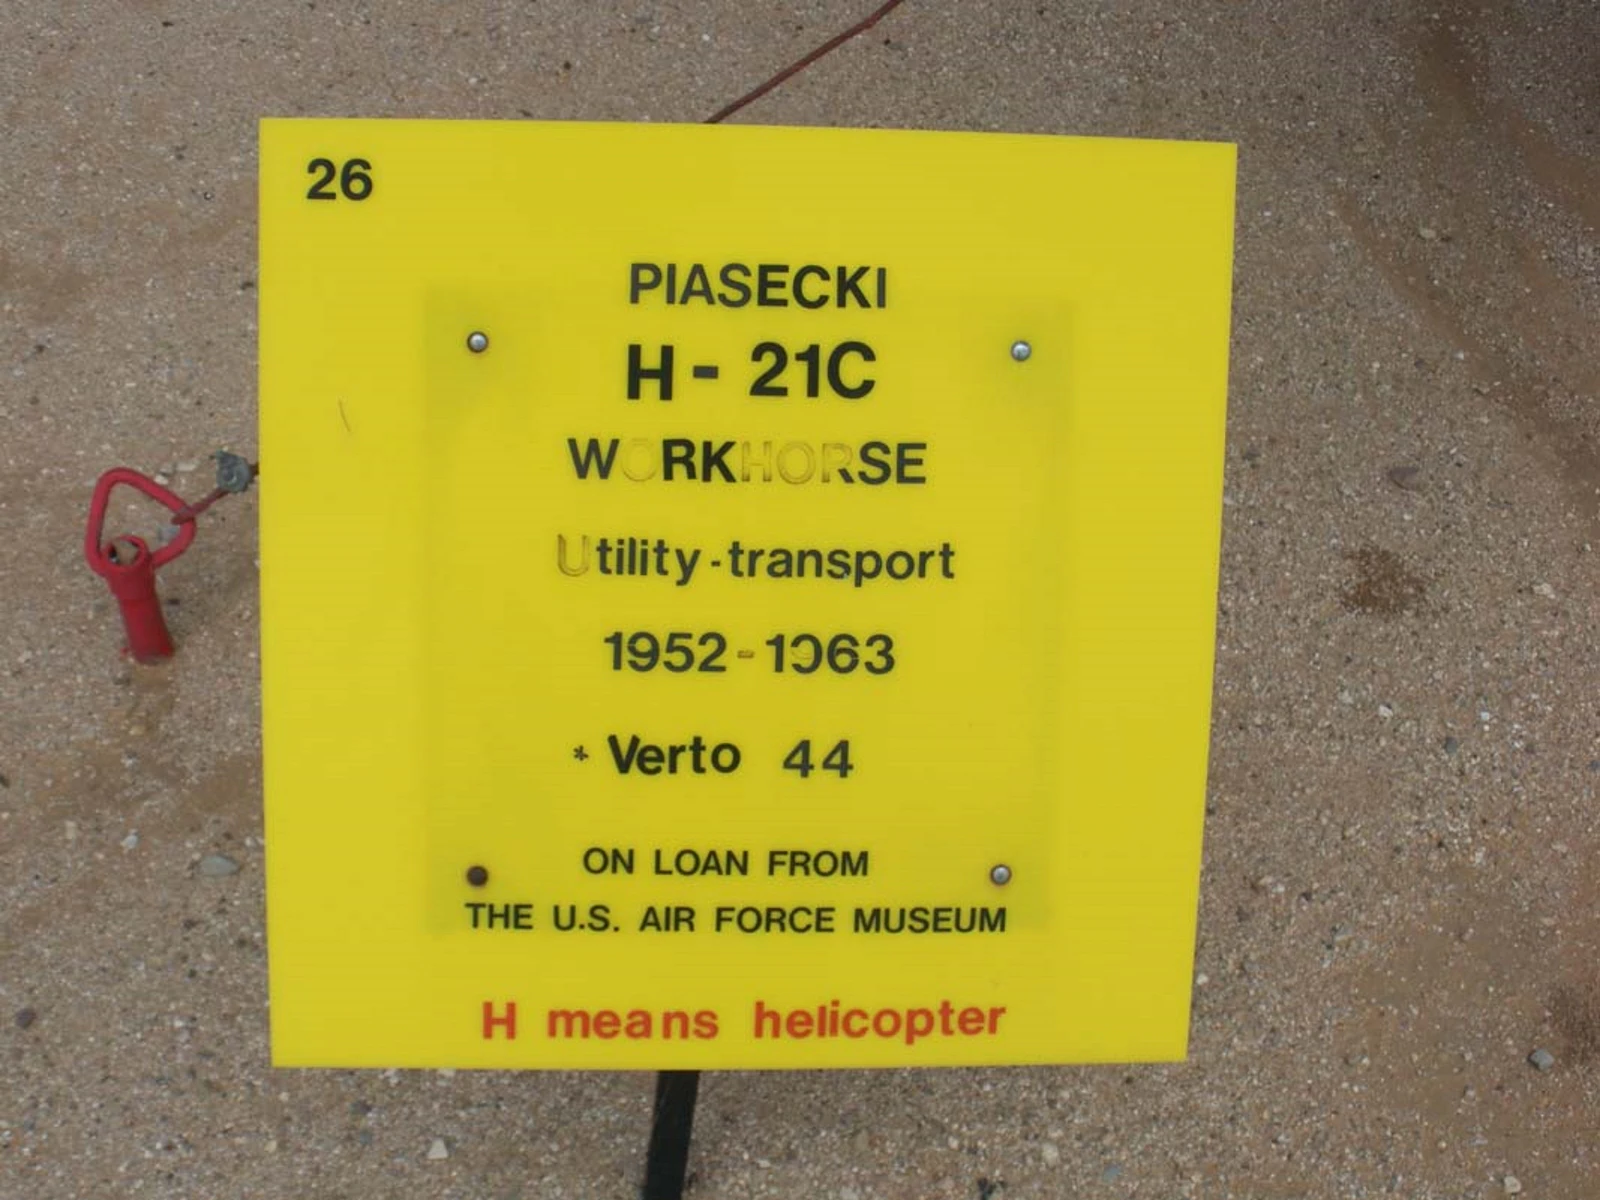 26
PIASECKI
H - 21C
WORKHORSE
Utility - transport
1952 - 1963
* Verto 44
ON LOAN FROM
THE U.S. AIR FORCE MUSEUM
H means helicopter